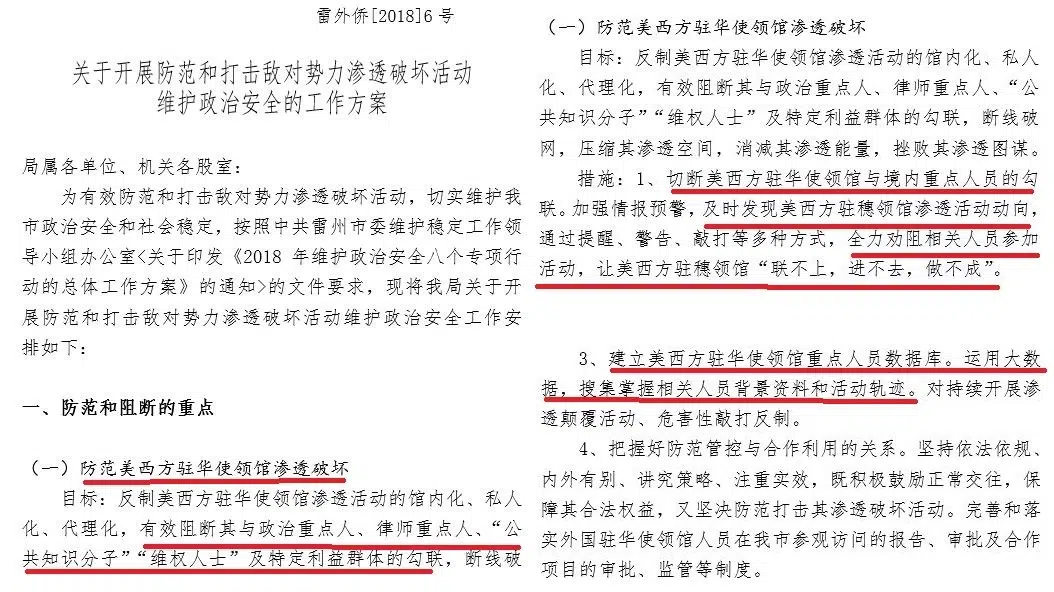 雷外侨[2018]6 号
关于开展防范和打击敌对势力渗透破坏活动
维护政治安全的工作方案
局属各单位、机关各股室：
为有效防范和打击敌对势力渗透破坏活动，切实维护我
市政治安全和社会稳定，按照中共雷州市委维护稳定工作领
导小组办公室<关于印发《2018 年维护政治安全八个专项行
动的总体工作方案》的通知>的文件要求，现将我局关于开
展防范和打击敌对势力渗透破坏活动维护政治安全工作安
排如下：
一、防范和阻断的重点
（一）防范美西方驻华使领馆渗透破坏
目标：反制美西方驻华使领馆渗透活动的馆内化、私人
化、代理化，有效阻断其与政治重点人、律师重点人、“公
共知识分子”“维权人士”及特定利益群体的勾联，断线破
（一）防范美西方驻华使领馆渗透破坏
目标：反制美西方驻华使领馆渗透活动的馆内化、私人
化、代理化，有效阻断其与政治重点人、律师重点人、“公
共知识分子”“维权人士”及特定利益群体的勾联，断线破
网，压缩其渗透空间，消减其渗透能量，挫败其渗透图谋。
措施：1、切断美西方驻华使领馆与境内重点人员的勾
联。加强情报预警，及时发现美西方驻穗领馆渗透活动动向，
通过提醒、警告、敲打等多种方式，全力劝阻相关人员参加
活动，让美西方驻穗领馆“联不上，进不去，做不成”。
3、建立美西方驻华使领馆重点人员数据库。运用大数
据，搜集掌握相关人员背景资料和活动轨迹。对持续开展渗
透颠覆活动、危害性敲打反制。
4、把握好防范管控与合作利用的关系。坚持依法依规、
内外有别、讲究策略、注重实效，既积极鼓励正常交往，保
障其合法权益，又坚决防范打击其渗透破坏活动。完善和落
实外国驻华使领馆人员在我市参观访问的报告、审批及合作
项目的审批、监管等制度。